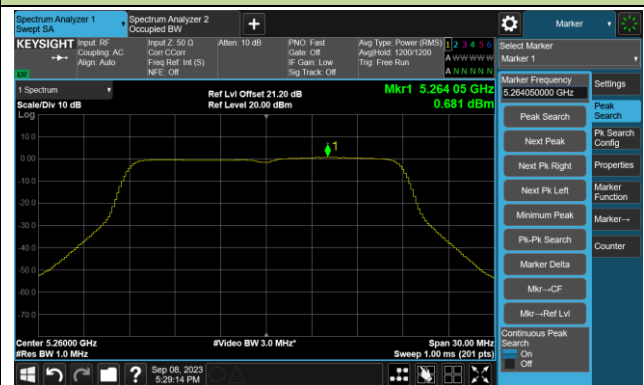 Spectrum Analyzer 1
Swept SA
Spectrum Analyzer 2
Occupied BW
Marker
KEYSIGHT
Input: RF
Coupling: AC
Align: Auto
Input Z: 50 Ω
Corr CCorr
Freq Ref: Int (S)
NFE: Off
Atten: 10 dB
PNO: Fast
Gate: Off
IF Gain: Low
Sig Track: Off
Avg Type: Power (RMS)
Avg|Hold: 1200/1200
Trig: Free Run
1 2 3 4 5 6
A W W W W W
A N N N N N
Select Marker
Marker 1
1 Spectrum
Scale/Div 10 dB
Log
Ref Lvl Offset 21.20 dB
Ref Level 20.00 dBm
Mkr1 5.264 05 GHz
0.681 dBm
10.0
0.00
-10.0
-20.0
-30.0
-40.0
-50.0
-60.0
-70.0
1
Center 5.26000 GHz
#Res BW 1.0 MHz
#Video BW 3.0 MHz*
Span 30.00 MHz
Sweep 1.00 ms (201 pts)
Marker Frequency
5.264050000 GHz
Peak Search
Next Peak
Next Pk Right
Next Pk Left
Minimum Peak
Pk-Pk Search
Marker Delta
Mkr→CF
Mkr→Ref Lvl
Continuous Peak
Search
On
Off
Settings
Peak
Search
Pk Search
Config
Properties
Marker
Function
Marker→
Counter
Sep 08, 2023
5:29:14 PM